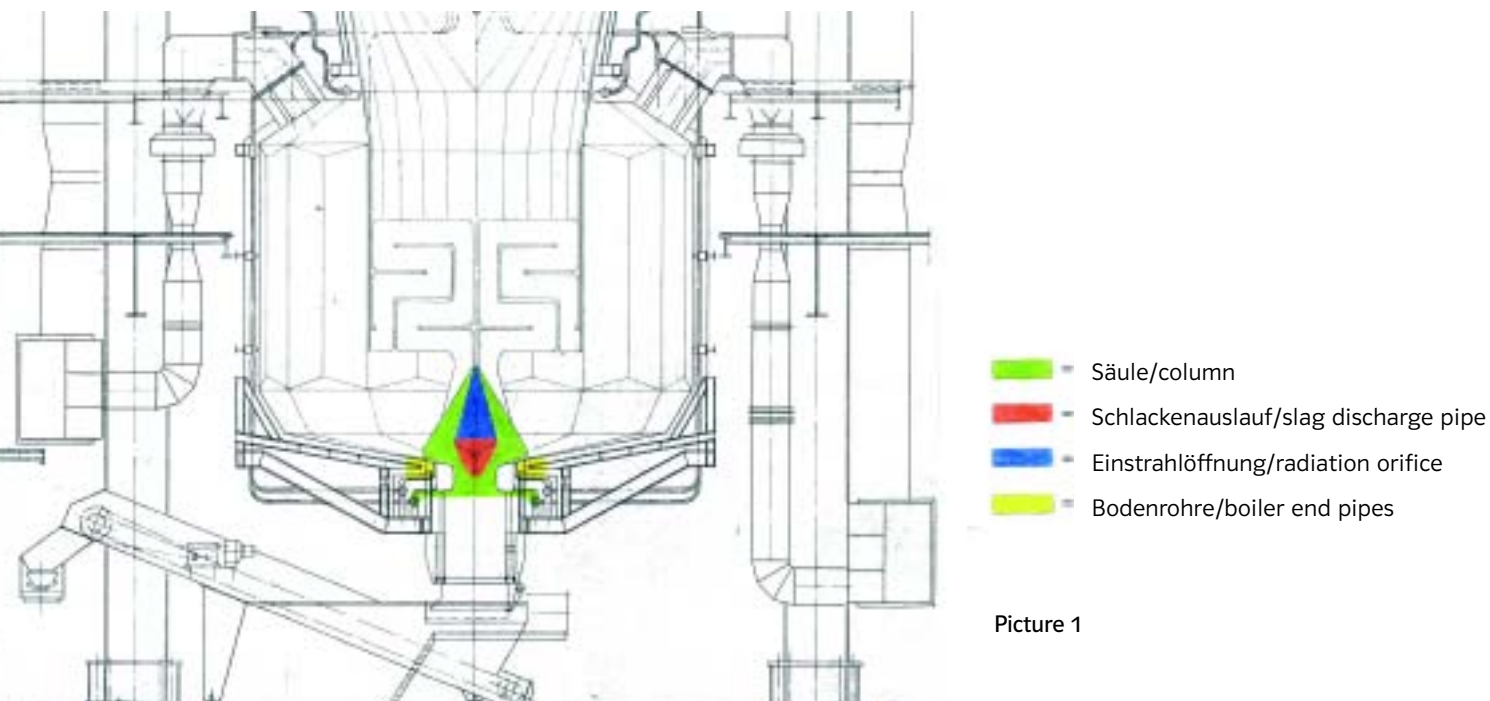 = Säule/column
= Schlackenauslauf/slag discharge pipe
= Einstrahlöffnung/radiation orifice
= Bodenrohre/boiler end pipes
Picture 1